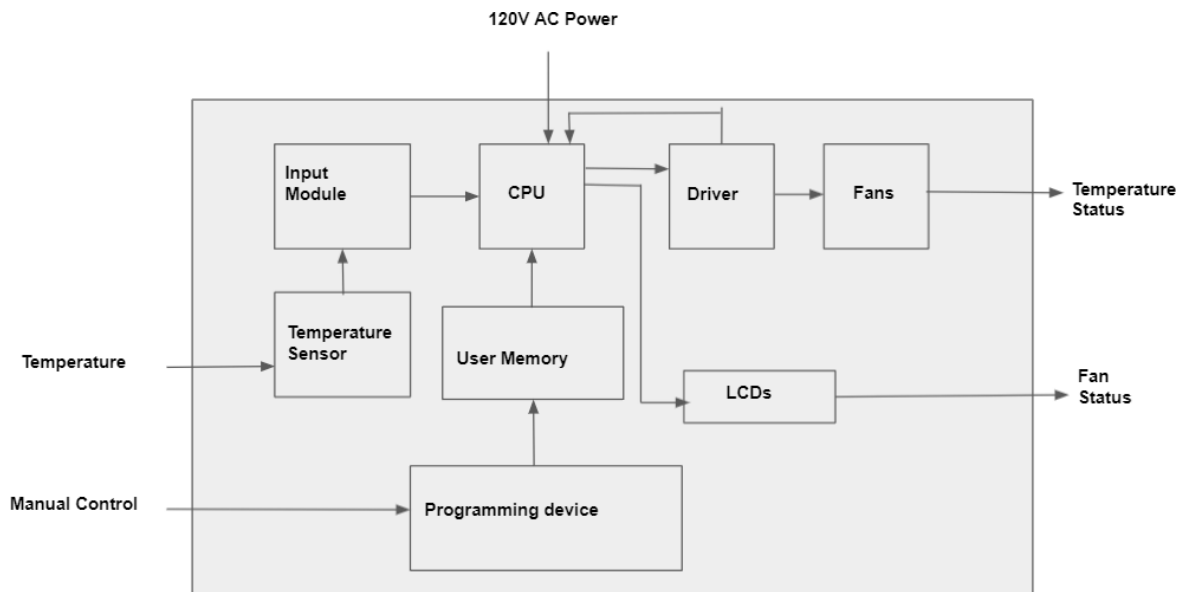 120V AC Power
Input
Module
CPU
Driver
Fans
Temperature
Status
Temperature
Sensor
User Memory
Temperature
LCDs
Fan
Status
Manual Control
Programming device